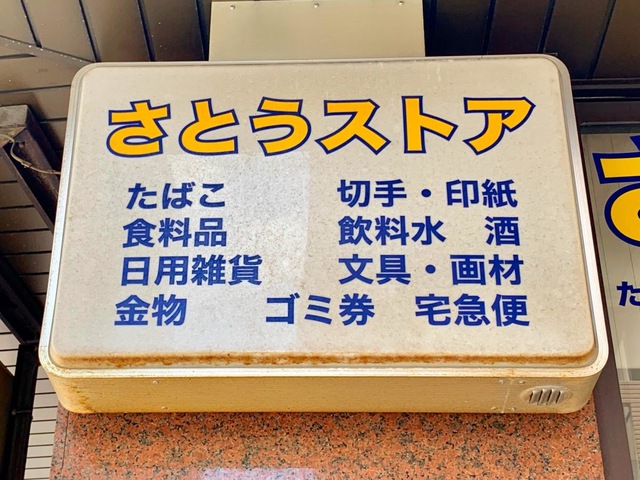 さとうストア
たばこ　切手・印紙
食料品　飲料水　酒
日用雑貨　文具・画材
金物　ゴミ券　宅急便